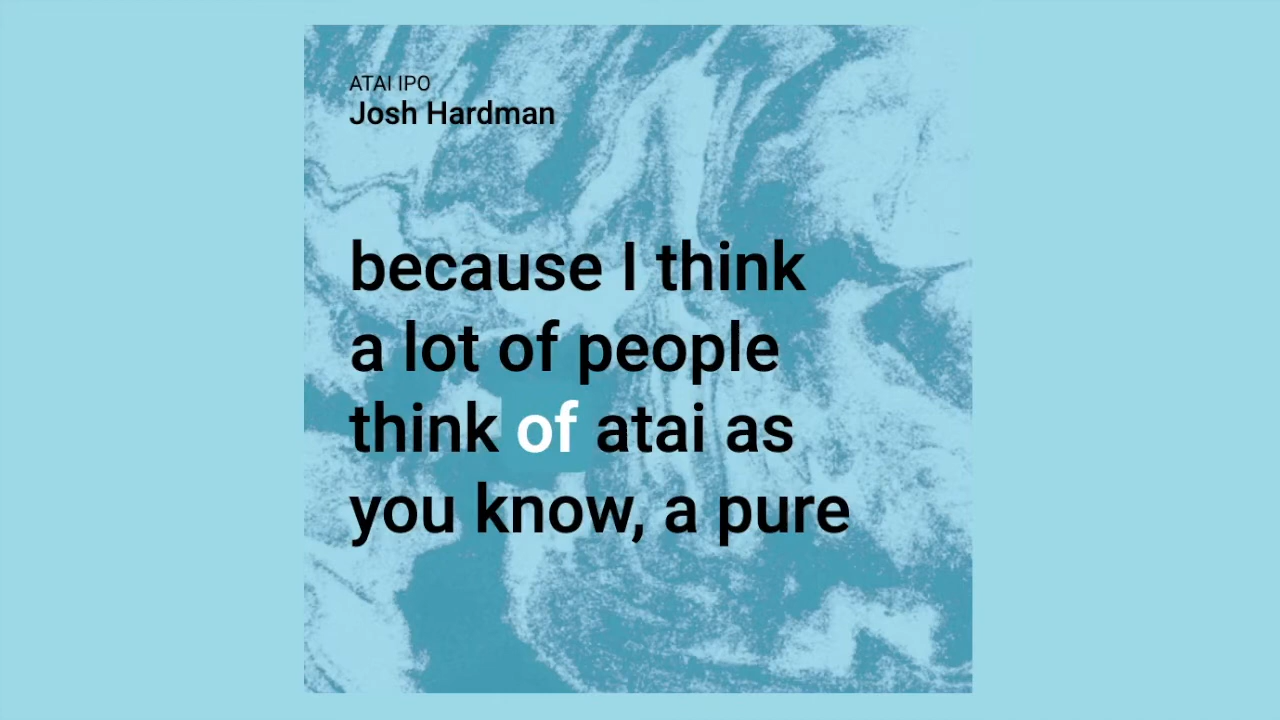 ATAI IPO
Josh Hardman
because I think
a lot of people
think of atai as
you know, a pure